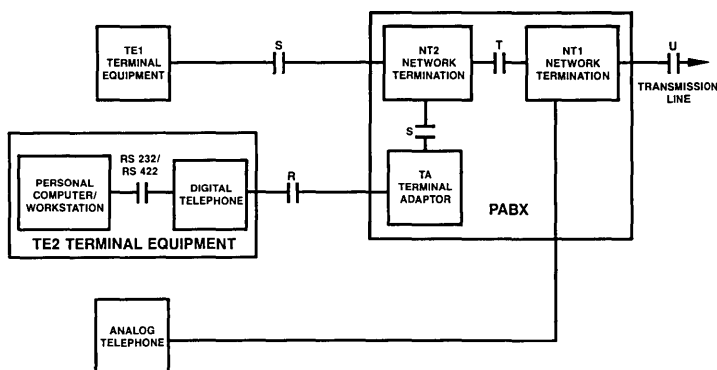 TE1
TERMINAL
EQUIPMENT
S
NT2
NETWORK
TERMINATION
T
NT1
NETWORK
TERMINATION
U
TRANSMISSION
LINE
S
RS 232/
RS 422
PERSONAL
COMPUTER/
WORKSTATION
DIGITAL
TELEPHONE
R
TA
TERMINAL
ADAPTOR
PABX
TE2 TERMINAL EQUIPMENT
ANALOG
TELEPHONE